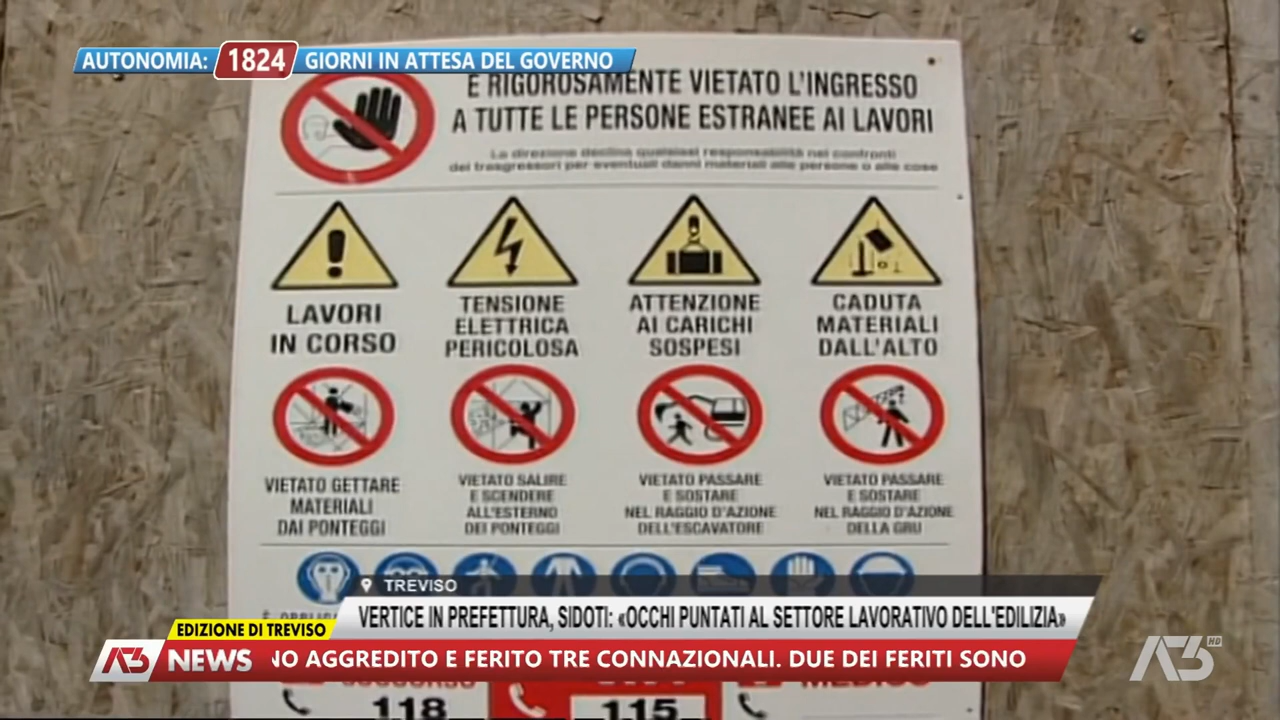 AUTONOMIA: 1824 GIORNI IN ATTESA DEL GOVERNO
È RIGOROSAMENTE VIETATO L'INGRESSO
A TUTTE LE PERSONE ESTRANEE AI LAVORI
La direzione declina qualsiasi responsabilità nei confronti
dei trasgressori per eventuali danni materiali alle persone o alle cose
LAVORI
IN CORSO
TENSIONE
ELETTRICA
PERICOLOSA
ATTENZIONE
AI CARICHI
SOSPESI
CADUTA
MATERIALI
DALL'ALTO
VIETATO GETTARE
MATERIALI
DAI PONTEGGI
VIETATO SALIRE
E SCENDERE
ALL'ESTERNO
DEI PONTEGGI
VIETATO PASSARE
E SOSTARE
NEL RAGGIO D'AZIONE
DELL'ESCAVATORE
VIETATO PASSARE
E SOSTARE
NEL RAGGIO D'AZIONE
DELLA GRU
TREVISO
VERTICE IN PREFETTURA, SIDOTI: «OCCHI PUNTATI AL SETTORE LAVORATIVO DELL'EDILIZIA»
EDIZIONE DI TREVISO
A3 NEWS
NO AGGREDITO E FERITO TRE CONNAZIONALI. DUE DEI FERITI SONO
A3 HD
118
115